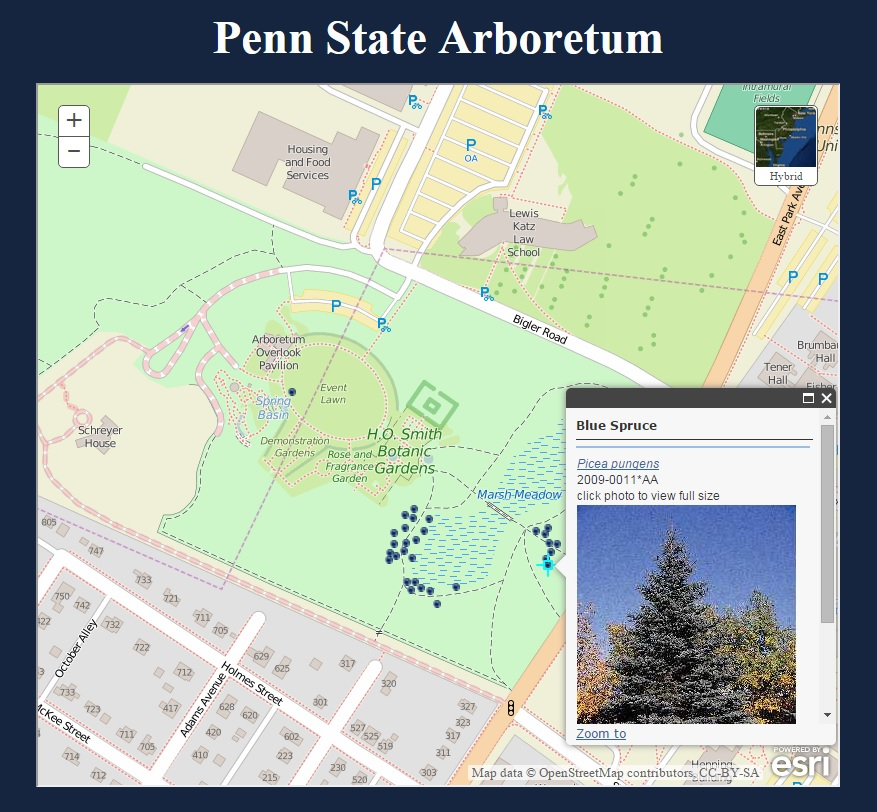 Penn State Arboretum
+
−
Intramural
Fields
Hybrid
Housing
and Food
Services
P
P
P
P
OA
P
Lewis
Katz
Law
School
East Park Ave
P
P
P
P
P
Bigler Road
Arboretum
Overlook
Pavilion
Event
Lawn
Spring
Basin
Demonstration
Gardens
Rose and
Fragrance
Garden
H.O. Smith
Botanic
Gardens
Marsh Meadow
Schreyer
House
Tener
Hall
Hall
Blue Spruce
Picea pungens
2009-0011*AA
click photo to view full size
Zoom to
805
747
733
750
742
721
711
705
422
732
722
October Alley
712
629
625
317
320
Holmes Street
733
723
417
Adams Avenue
628
620
301
327
323
317
311
McKee Street
711
705
420
410
602
527
525
519
714
712
223
215
230
220
520
303
Map data © OpenStreetMap contributors, CC-BY-SA
POWERED BY
esri